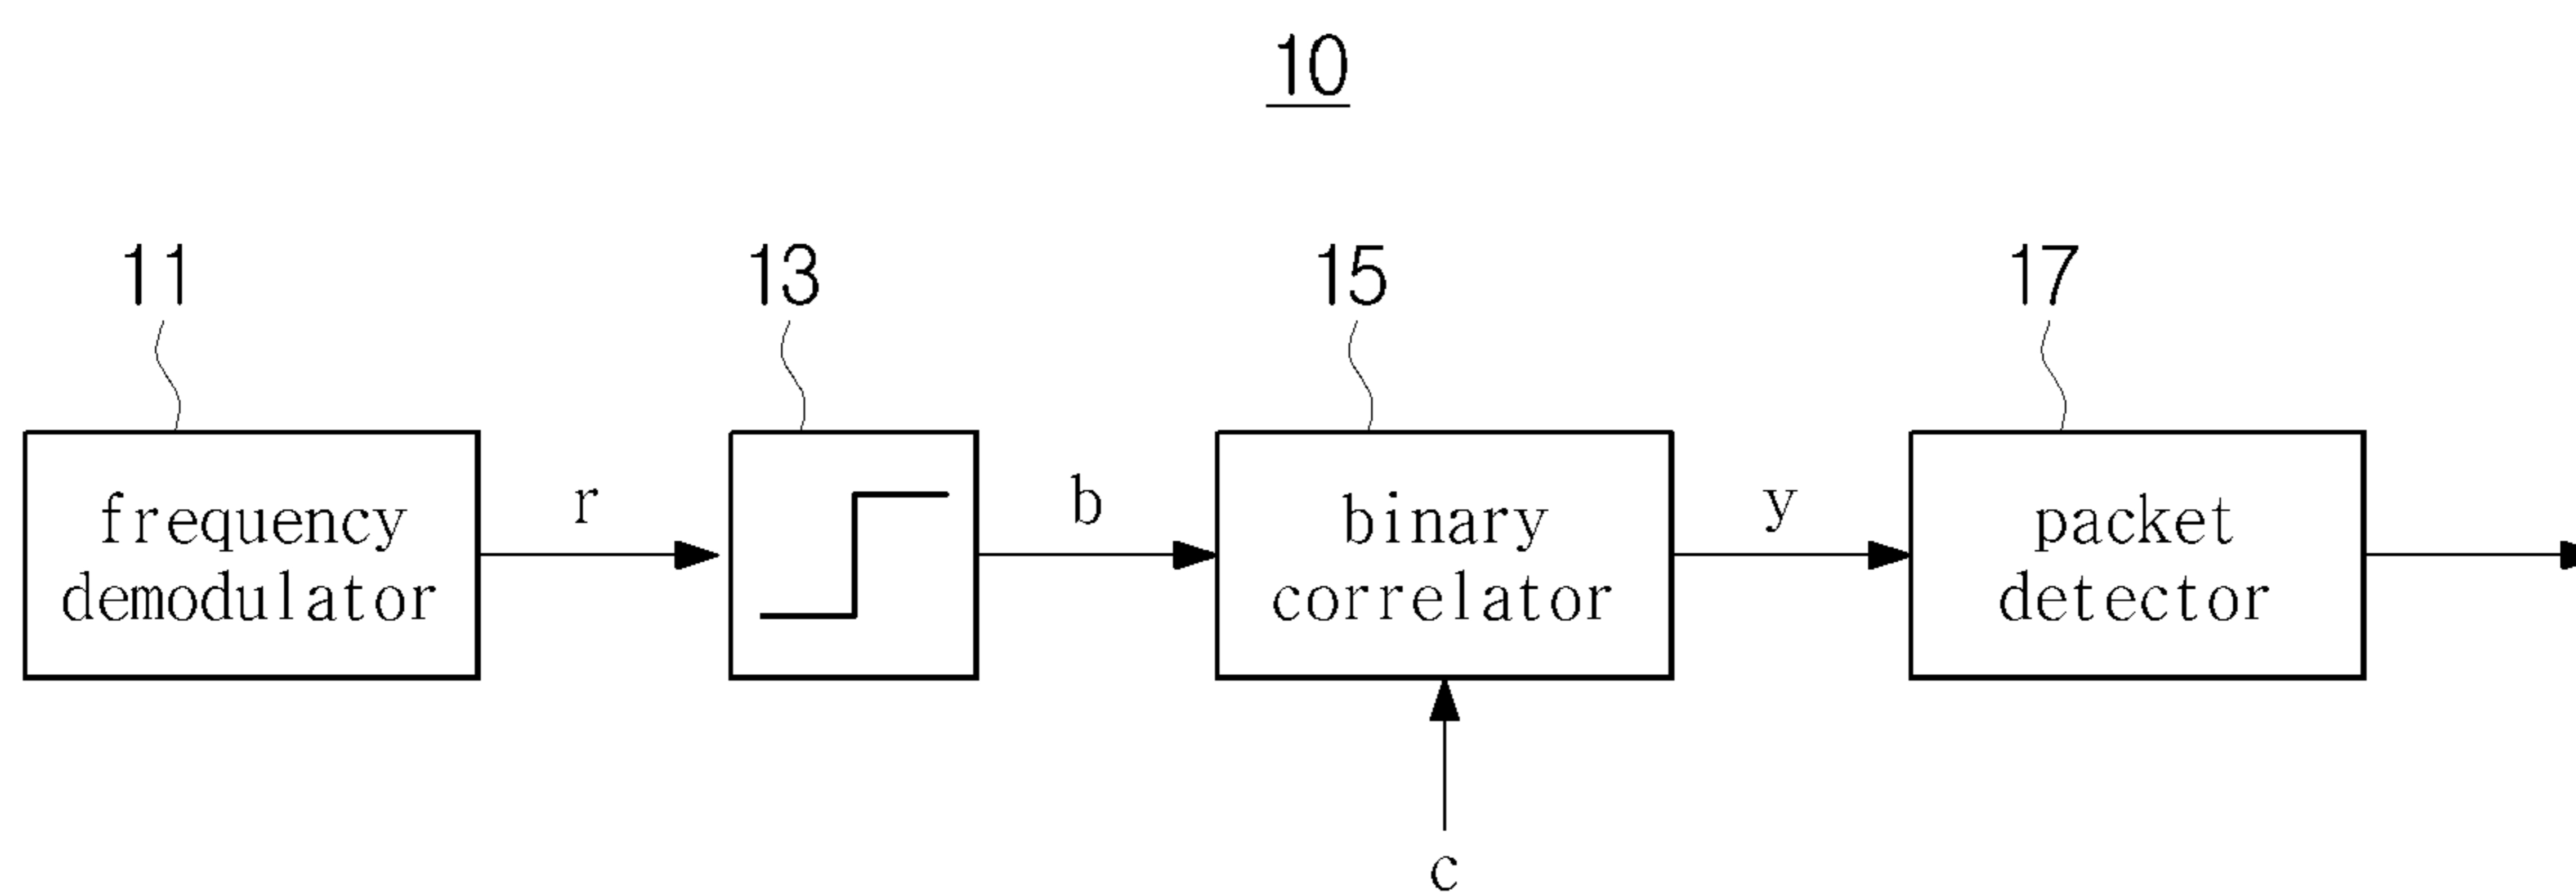 10
11
13
15
17
frequency
demodulator
r
b
binary
correlator
y
packet
detector
c